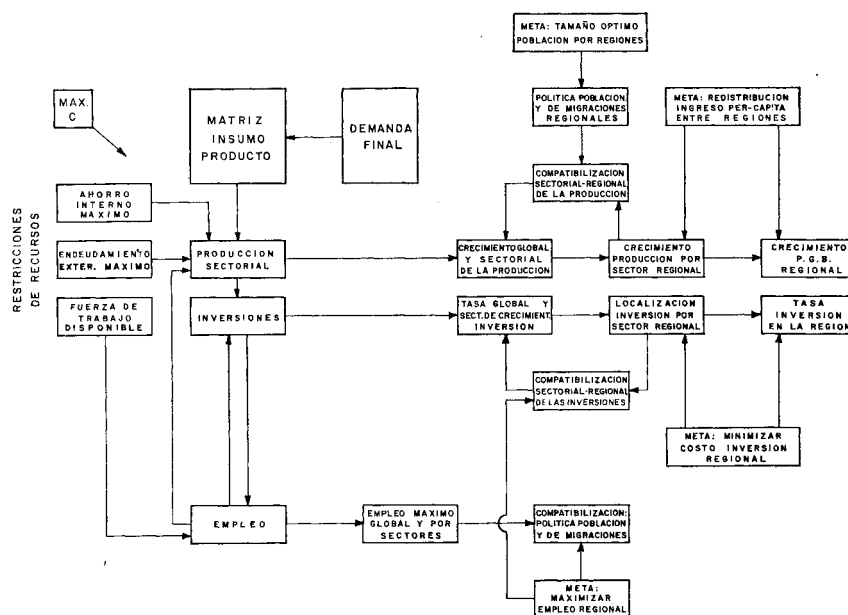 META: TAMAÑO OPTIMO
POBLACION POR REGIONES
MAX.
C
MATRIZ
INSUMO
PRODUCTO
DEMANDA
FINAL
POLITICA POBLACION
Y DE MIGRACIONES
REGIONALES
META: REDISTRIBUCION
INGRESO PER-CAPITA
ENTRE REGIONES
COMPATIBILIZACION
SECTORIAL-REGIONAL
DE LA PRODUCCION
RESTRICCIONES
DE RECURSOS
AHORRO
INTERNO
MAXIMO
ENDEUDAMIENTO
EXTER. MAXIMO
PRODUCCION
SECTORIAL
CRECIMIENTO GLOBAL
Y SECTORIAL
DE LA PRODUCCION
CRECIMIENTO
PRODUCCION POR
SECTOR REGIONAL
CRECIMIENTO
P.G.B.
REGIONAL
FUERZA DE
TRABAJO
DISPONIBLE
INVERSIONES
TASA GLOBAL Y
SECT. DE CRECIMIENT.
INVERSION
LOCALIZACION
INVERSION POR
SECTOR REGIONAL
TASA
INVERSION
EN LA REGION
COMPATIBILIZACION
SECTORIAL-REGIONAL
DE LAS INVERSIONES
META: MINIMIZAR
COSTO INVERSION
REGIONAL
EMPLEO
EMPLEO MAXIMO
GLOBAL Y POR
SECTORES
COMPATIBILIZACION:
POLITICA POBLACION
Y DE MIGRACIONES
META:
MAXIMIZAR
EMPLEO REGIONAL